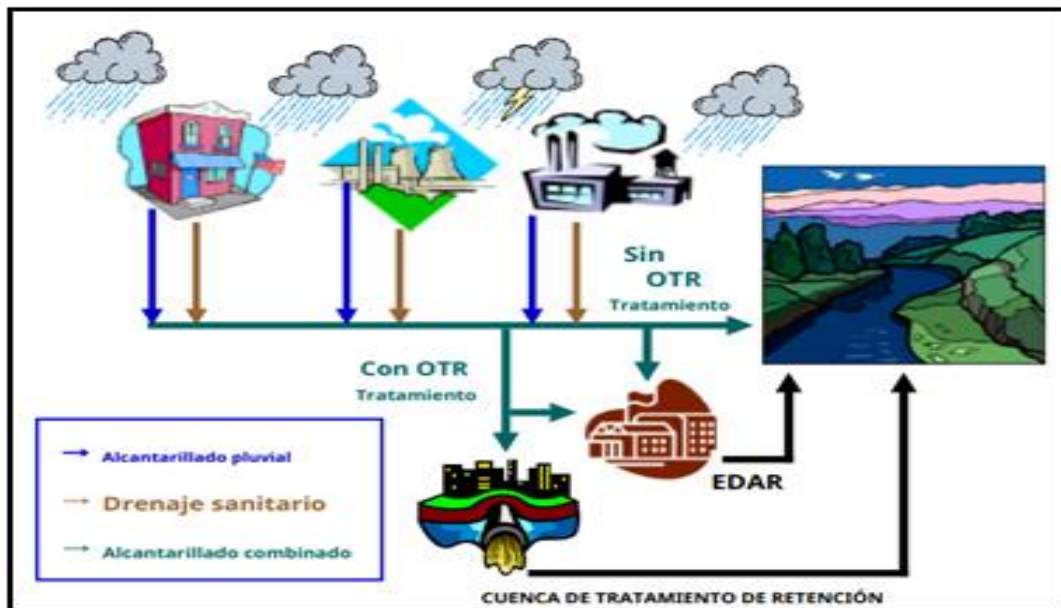 Sin
OTR
Tratamiento
Con OTR
Tratamiento
Alcantarillado pluvial
Drenaje sanitario
Alcantarillado combinado
EDAR
CUENCA DE TRATAMIENTO DE RETENCIÓN